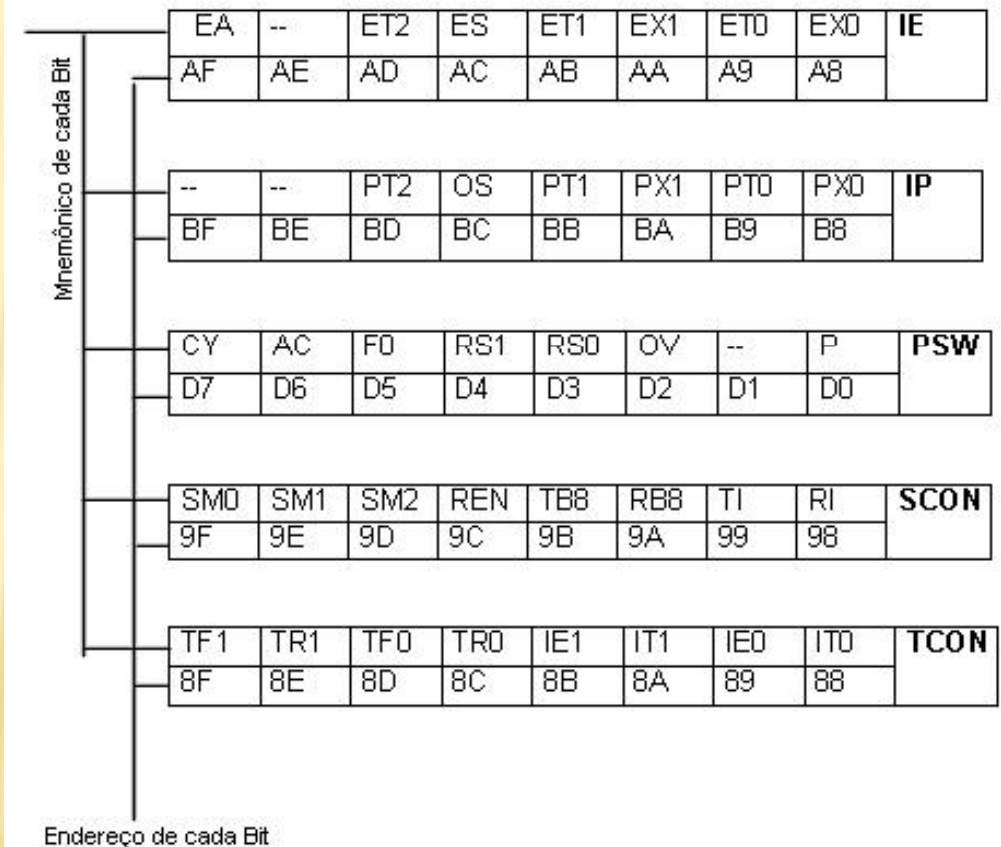 EA -- ET2 ES ET1 EX1 ET0 EX0 IE
AF AE AD AC AB AA A9 A8
Mnemônico de cada Bit
-- -- PT2 OS PT1 PX1 PT0 PX0 IP
BF BE BD BC BB BA B9 B8
CY AC F0 RS1 RS0 OV -- P PSW
D7 D6 D5 D4 D3 D2 D1 D0
SM0 SM1 SM2 REN TB8 RB8 TI RI SCON
9F 9E 9D 9C 9B 9A 99 98
TF1 TR1 TF0 TR0 IE1 IT1 IE0 IT0 TCON
8F 8E 8D 8C 8B 8A 89 88
Endereço de cada Bit